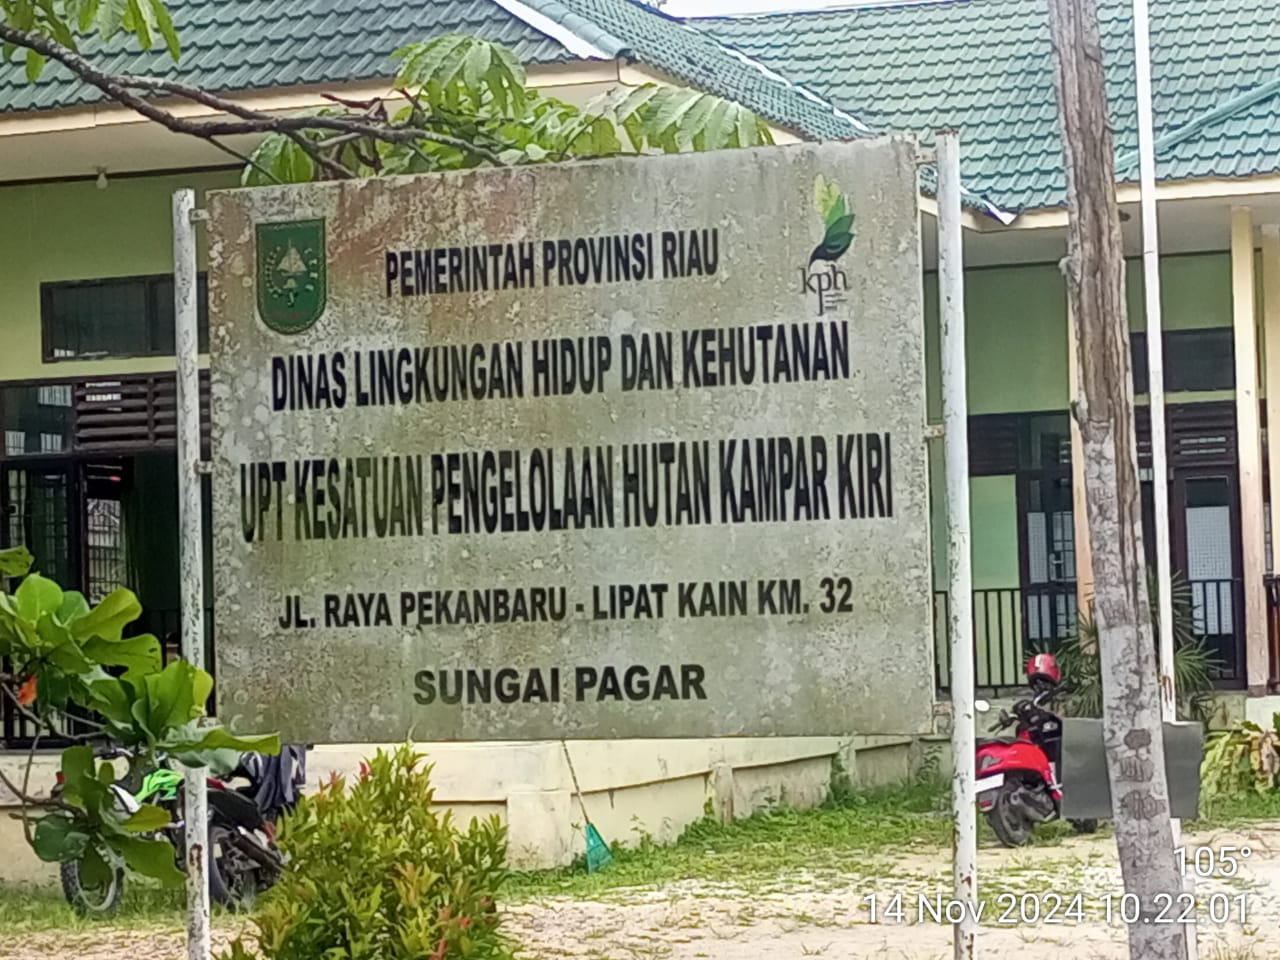 PEMERINTAH PROVINSI RIAU
kph
DINAS LINGKUNGAN HIDUP DAN KEHUTANAN
UPT KESATUAN PENGELOLAAN HUTAN KAMPAR KIRI
JL. RAYA PEKANBARU - LIPAT KAIN KM. 32
SUNGAI PAGAR
105°
14 Nov 2024 10.22.01